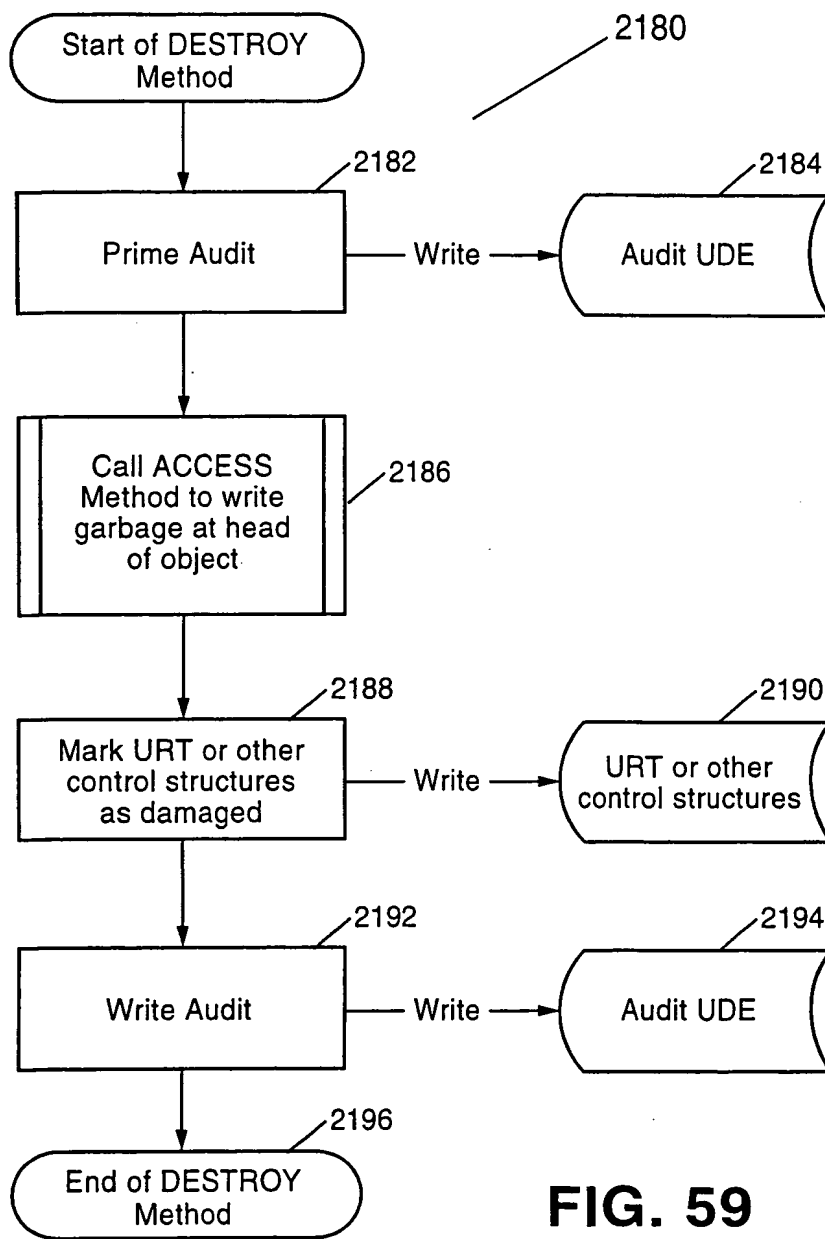 Start of DESTROY
Method
2180
2182
Prime Audit
Write
2184
Audit UDE
Call ACCESS
Method to write
garbage at head
of object
2186
2188
Mark URT or other
control structures
as damaged
Write
2190
URT or other
control structures
2192
Write Audit
Write
2194
Audit UDE
2196
End of DESTROY
Method
FIG. 59